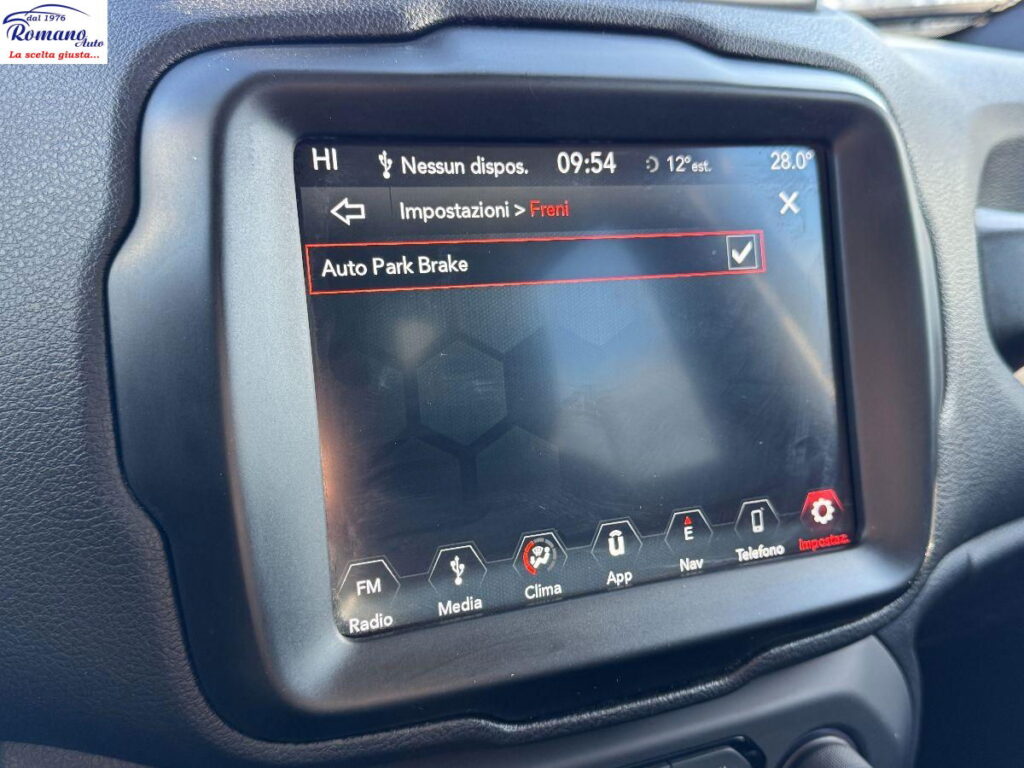 dal 1976
Romano Auto
La scelta giusta...
HI Nessun dispos. 09:54 12°est. 28.0°
Impostazioni > Freni
Auto Park Brake
FM
Radio
Media
Clima
App
E
Nav
Telefono
Impostaz.